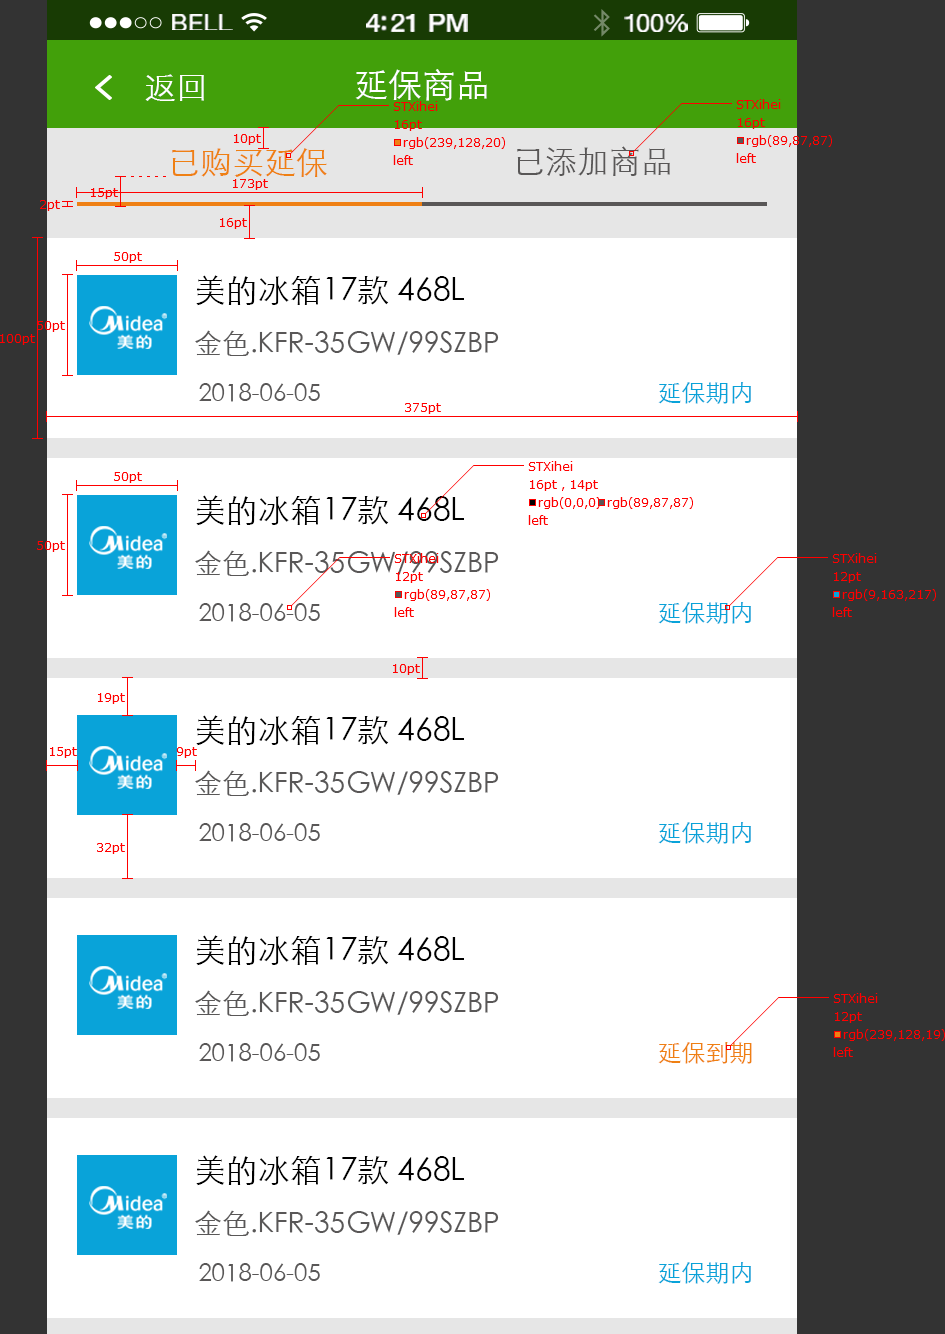 ●●●○○ BELL 4:21 PM 100%
返回 延保商品
STXihei
16pt
rgb(239,128,20)
left
STXihei
16pt
rgb(89,87,87)
left
10pt
已购买延保 已添加商品
15pt 173pt
2pt
16pt
50pt
50pt
100pt
Midea®
美的
美的冰箱17款 468L
金色.KFR-35GW/99SZBP
2018-06-05 延保期内
375pt
50pt
50pt
Midea®
美的
美的冰箱17款 468L
STXihei
16pt , 14pt
rgb(0,0,0) rgb(89,87,87)
left
金色.KFR-35GW/99SZBP
STXihei
12pt
rgb(89,87,87)
left
2018-06-05 延保期内
STXihei
12pt
rgb(9,163,217)
left
10pt
19pt
15pt 9pt
32pt
Midea®
美的
美的冰箱17款 468L
金色.KFR-35GW/99SZBP
2018-06-05 延保期内
Midea®
美的
美的冰箱17款 468L
金色.KFR-35GW/99SZBP
2018-06-05 延保到期
STXihei
12pt
rgb(239,128,19)
left
Midea®
美的
美的冰箱17款 468L
金色.KFR-35GW/99SZBP
2018-06-05 延保期内